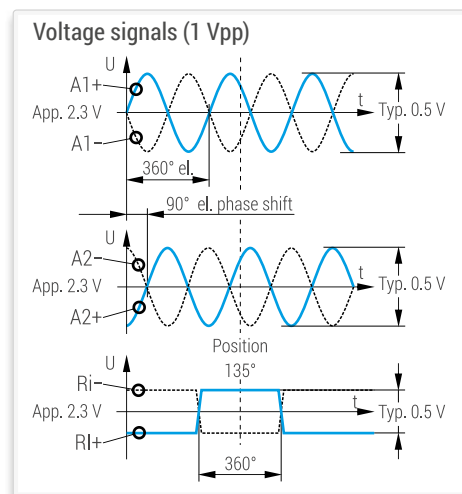 Voltage signals (1 Vpp)
U
A1+
App. 2.3 V
t
Typ. 0.5 V
A1-
360° el.
90° el. phase shift
U
A2-
App. 2.3 V
t
Typ. 0.5 V
A2+
Position
135°
U
Ri-
App. 2.3 V
t
Typ. 0.5 V
RI+
360°